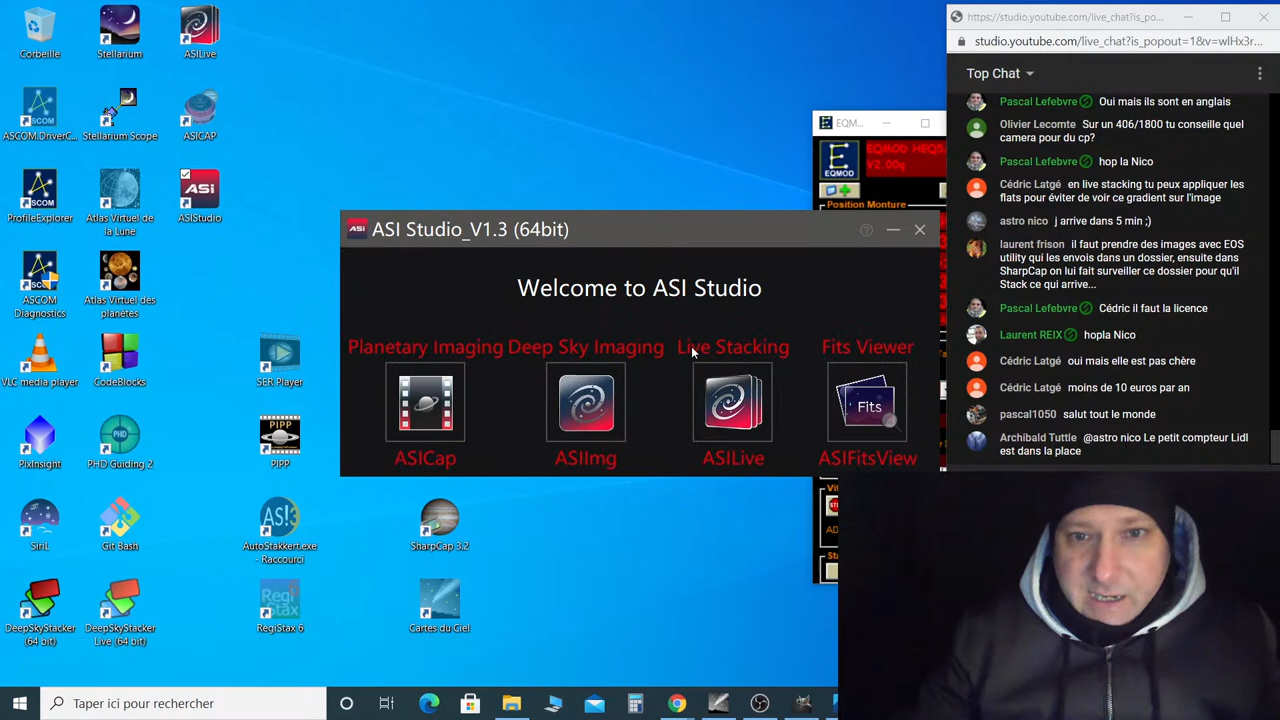 Corbeille
Stellarium
ASILive
ASCOM.DriverC...
Stellarium Scope
ASICAP
ProfileExplorer
Atlas Virtuel de
la Lune
ASIStudio
ASCOM
Diagnostics
Atlas Virtuel des
planètes
VLC media player
CodeBlocks
SER Player
PixInsight
PHD Guiding 2
PIPP
SiriL
Git Bash
AutoStakkert.exe
- Raccourci
SharpCap 3.2
DeepSkyStacker
(64 bit)
DeepSkyStacker
Live (64 bit)
RegiStax 6
Cartes du Ciel
ASI Studio_V1.3 (64bit)
Welcome to ASI Studio
Planetary Imaging
Deep Sky Imaging
Live Stacking
Fits Viewer
Fits
ASICap
ASIImg
ASILive
ASIFitsView
EQM...
EQMOD HEQ5/
V2.00q
Position Monture
https://studio.youtube.com/live_chat?is_po...
studio.youtube.com/live_chat?is_popout=1&v=wlHx3r...
Top Chat
Pascal Lefebvre Oui mais ils sont en anglais
Olivier Lecomte Sur un 406/1800 tu conseille quel
camera pour du cp?
Pascal Lefebvre hop la Nico
Cédric Latgé en live stacking tu peux appliquer les
flats pour éviter de voir ce gradient sur l'image
astro nico j arrive dans 5 min ;)
laurent frison il faut prendre des images avec EOS
utility qui les envois dans un dossier, ensuite dans
SharpCap on lui fait surveiller ce dossier pour qu'il
Stack ce qui arrive...
Pascal Lefebvre Cédric il faut la licence
Laurent REIX hopla Nico
Cédric Latgé oui mais elle est pas chère
Cédric Latgé moins de 10 euros par an
pascal1050 salut tout le monde
Archibald Tuttle @astro nico Le petit compteur Lidl
est dans la place
Taper ici pour rechercher